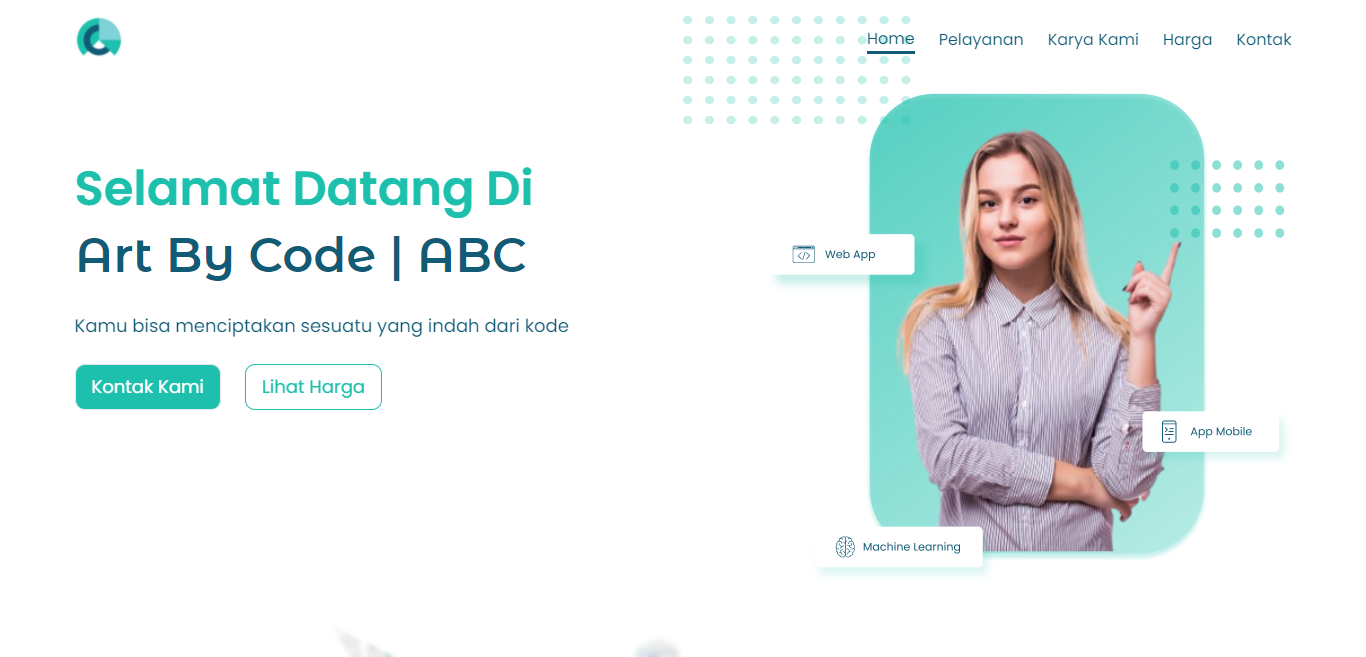 Home Pelayanan Karya Kami Harga Kontak
Selamat Datang Di
Art By Code | ABC
Kamu bisa menciptakan sesuatu yang indah dari kode
Kontak Kami Lihat Harga
Web App
App Mobile
Machine Learning